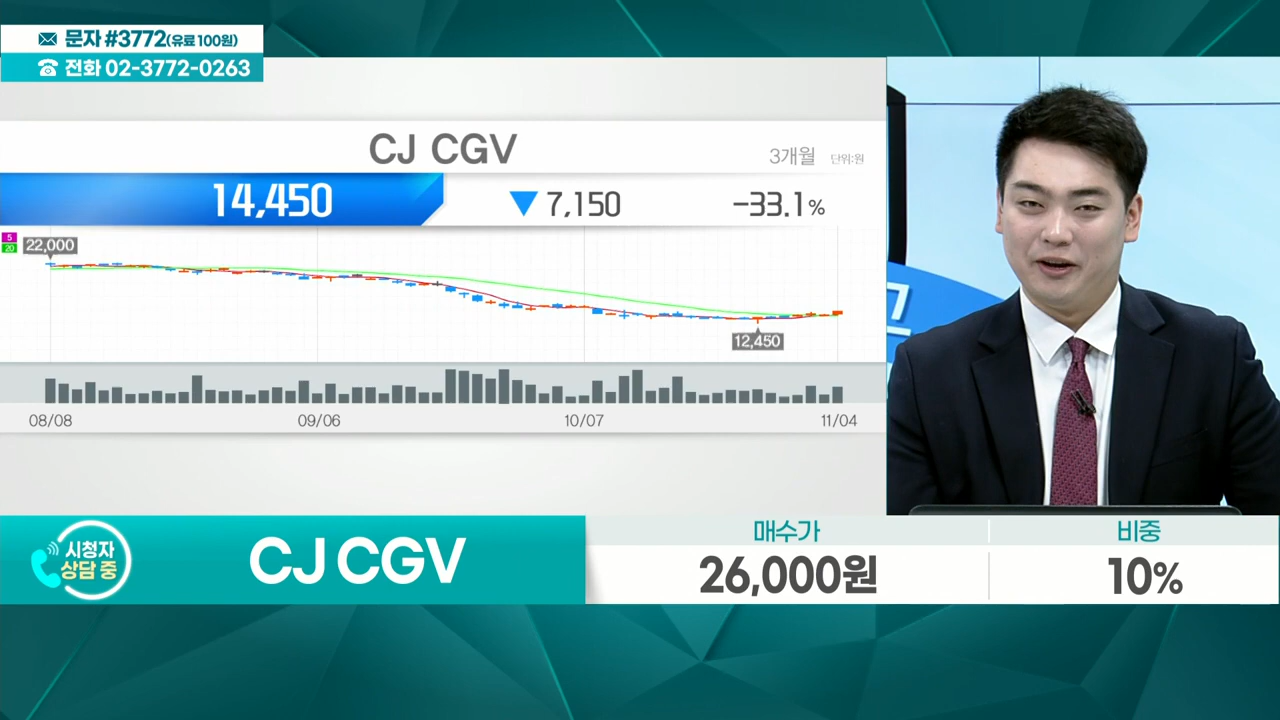 문자 #3772(유료 100원)
전화 02-3772-0263
CJ CGV
3개월 단위:원
14,450 ▼ 7,150 -33.1%
5
20
22,000
12,450
08/08 09/06 10/07 11/04
고
시청자
상담 중
CJ CGV
매수가 비중
26,000원 10%